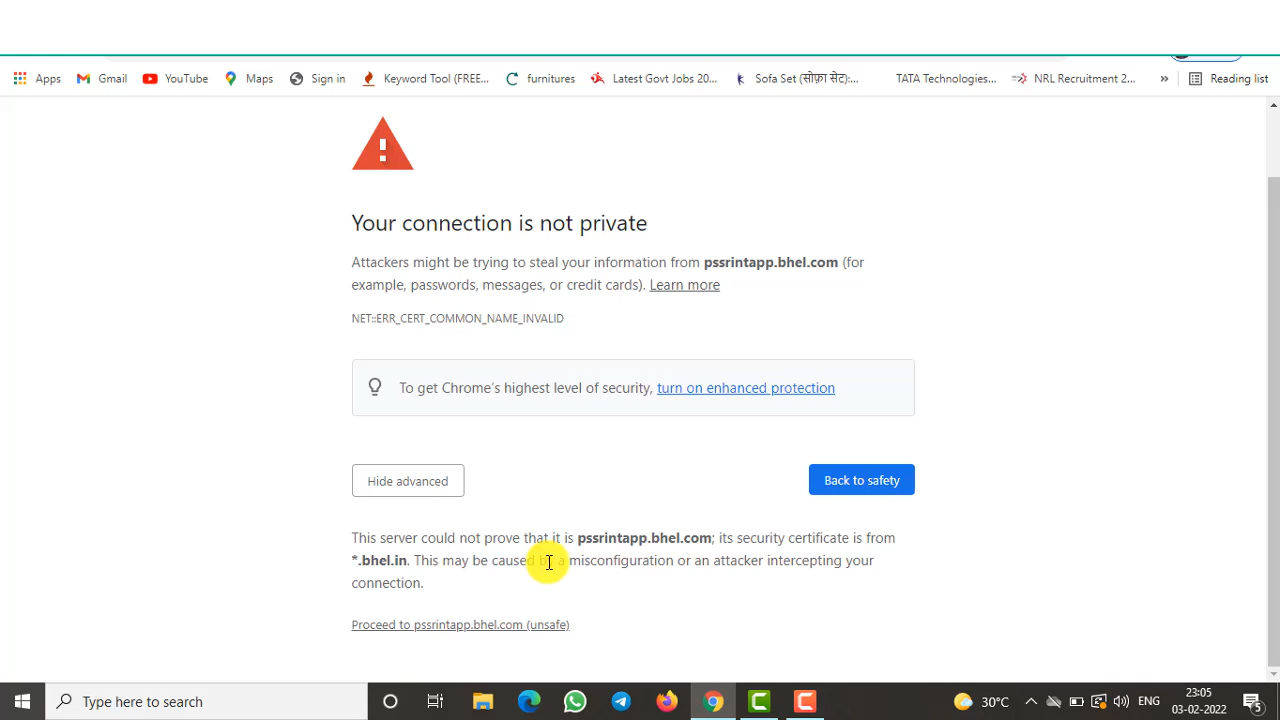 Apps Gmail YouTube Maps Sign in Keyword Tool (FREE... furnitures Latest Govt Jobs 20... Sofa Set (सोफ़ा सेट):... TATA Technologies... NRL Recruitment 2... » Reading list
Your connection is not private
Attackers might be trying to steal your information from pssrintapp.bhel.com (for
example, passwords, messages, or credit cards). Learn more
NET::ERR_CERT_COMMON_NAME_INVALID
To get Chrome's highest level of security, turn on enhanced protection
Hide advanced
Back to safety
This server could not prove that it is pssrintapp.bhel.com; its security certificate is from
*.bhel.in. This may be caused by a misconfiguration or an attacker intercepting your
connection.
Proceed to pssrintapp.bhel.com (unsafe)
Type here to search
30°C
ENG
23:05
03-02-2022
5